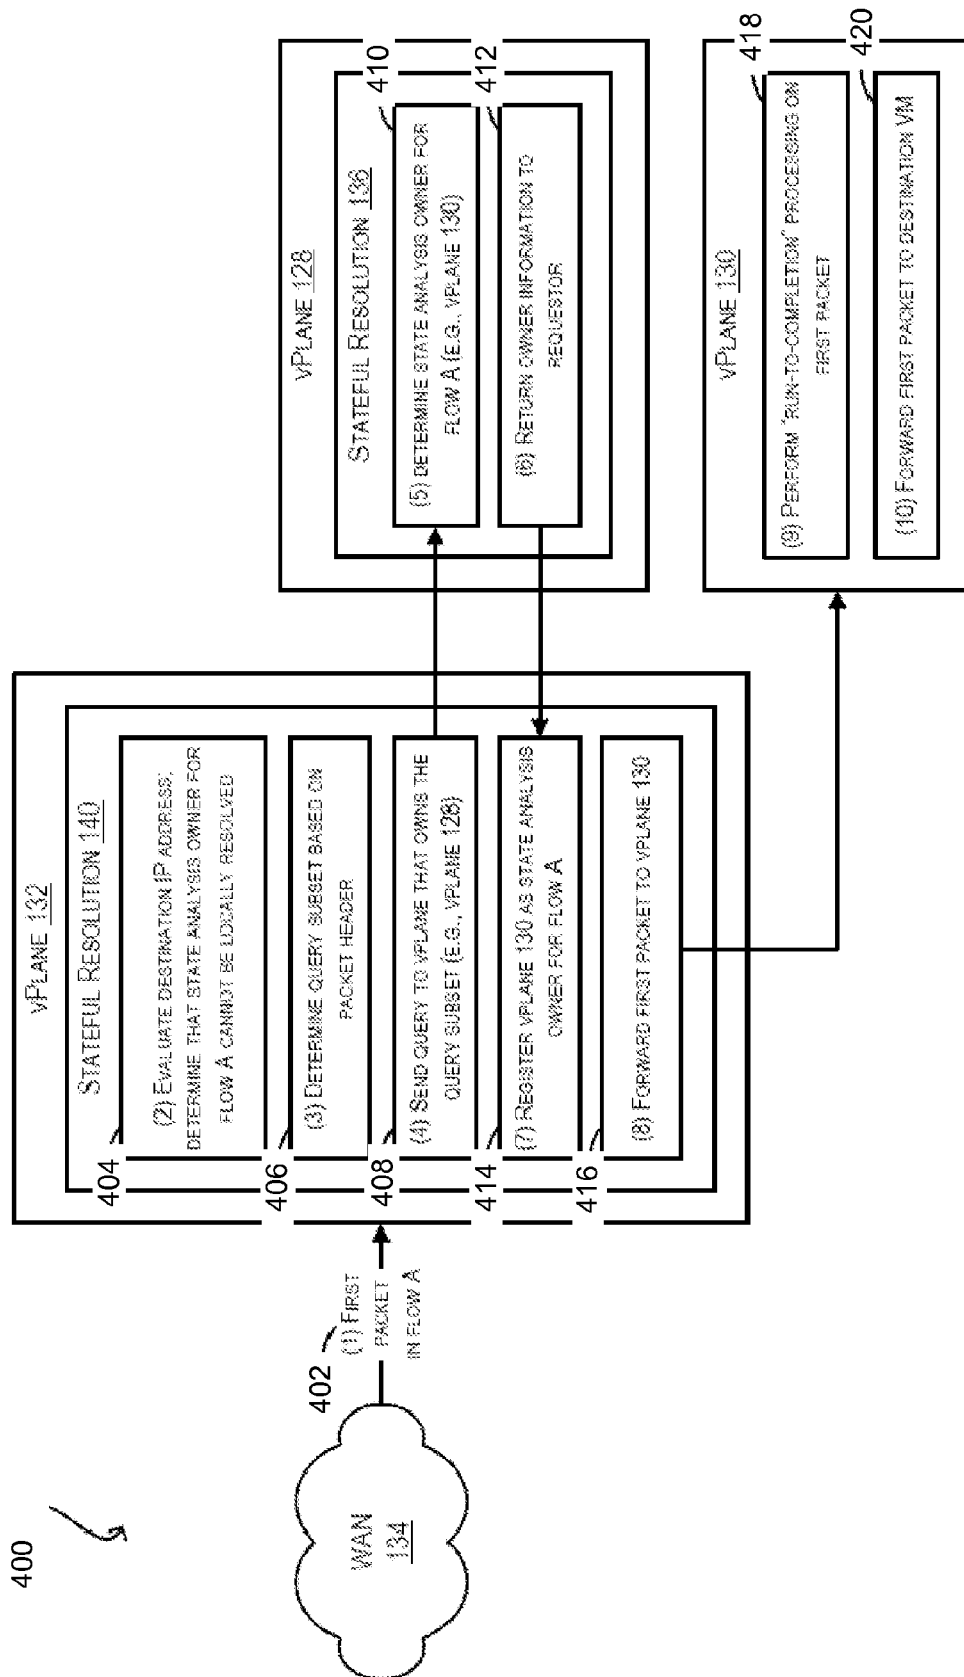 400
WAN
134
402
(1) FIRST
PACKET
IN FLOW A
VPLANE 132
STATEFUL RESOLUTION 140
404
(2) EVALUATE DESTINATION IP ADDRESS,
DETERMINE THAT STATE ANALYSIS OWNER FOR
FLOW A CANNOT BE LOCALLY RESOLVED
406
(3) DETERMINE QUERY SUBSET BASED ON
PACKET HEADER
408
(4) SEND QUERY TO VPLANE THAT OWNS THE
QUERY SUBSET (E.G., VPLANE 128)
414
(7) REGISTER VPLANE 130 AS STATE ANALYSIS
OWNER FOR FLOW A
416
(8) FORWARD FIRST PACKET TO VPLANE 130
VPLANE 128
STATEFUL RESOLUTION 136
410
(5) DETERMINE STATE ANALYSIS OWNER FOR
FLOW A (E.G., VPLANE 130)
412
(6) RETURN OWNER INFORMATION TO
REQUESTOR
VPLANE 130
418
(9) PERFORM "RUN-TO-COMPLETION" PROCESSING ON
FIRST PACKET
420
(10) FORWARD FIRST PACKET TO DESTINATION VM